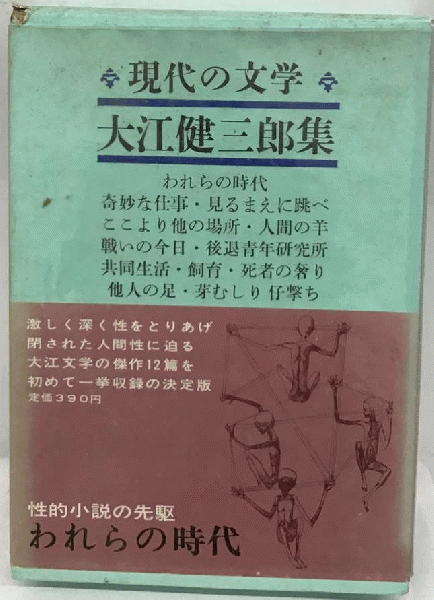 現代の文学
大江健三郎集
われらの時代
奇妙な仕事・見るまえに跳べ
ここより他の場所・人間の羊
戦いの今日・後退青年研究所
共同生活・飼育・死者の奢り
他人の足・芽むしり仔撃ち
激しく深く性をとりあげ
閉された人間性に迫る
大江文学の傑作12篇を
初めて一挙収録の決定版
定価390円
性的小説の先駆
われらの時代